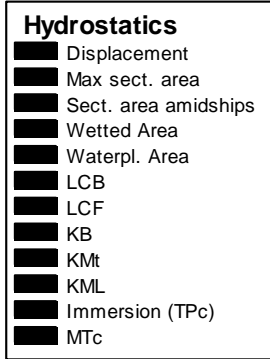 Hydrostatics
Displacement
Max sect. area
Sect. area amidships
Wetted Area
Waterpl. Area
LCB
LCF
KB
KMt
KML
Immersion (TPc)
MTc